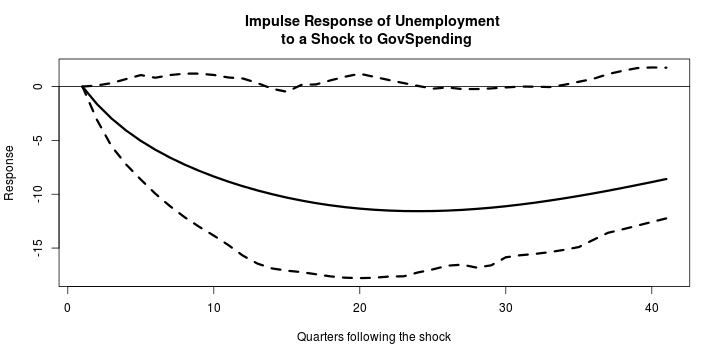 Impulse Response of Unemployment
to a Shock to GovSpending
Response
0
-5
-10
-15
0 10 20 30 40
Quarters following the shock